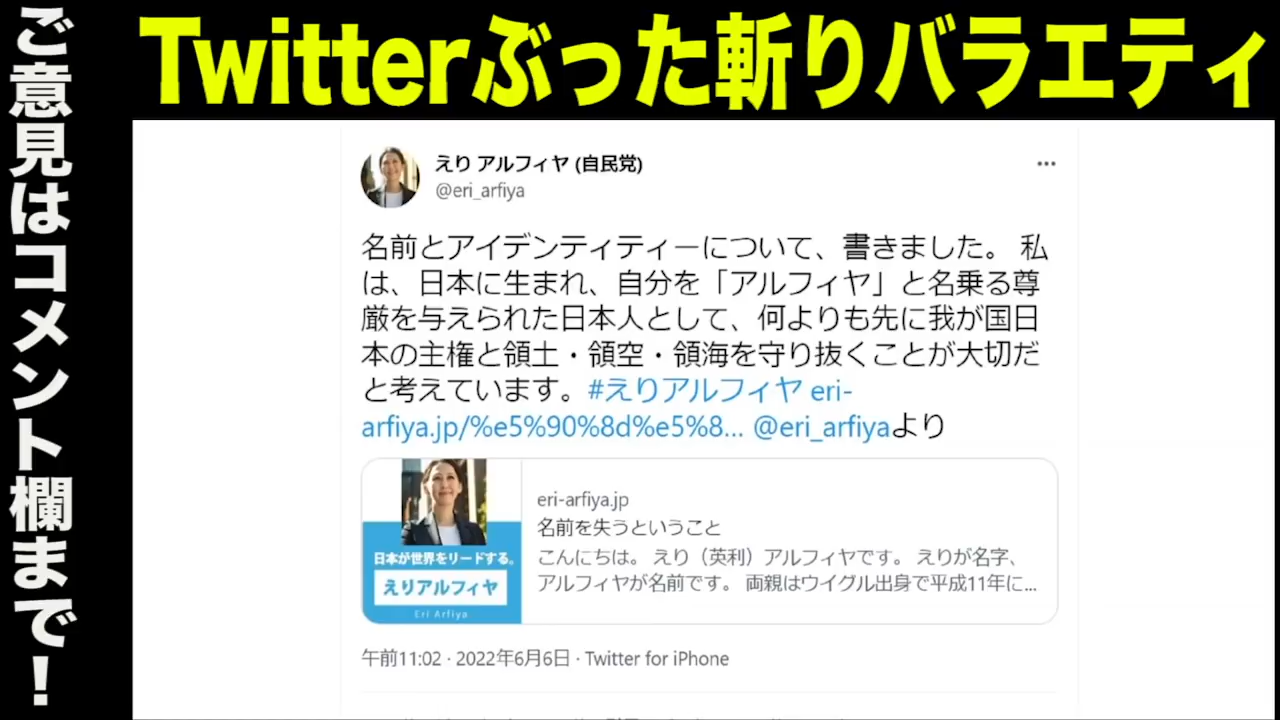 Twitterぶった斬りバラエティ
ご意見はコメント欄まで!
えり アルフィヤ (自民党)
@eri_arfiya
名前とアイデンティティーについて、書きました。 私
は、日本に生まれ、自分を「アルフィヤ」と名乗る尊
厳を与えられた日本人として、何よりも先に我が国日
本の主権と領土・領空・領海を守り抜くことが大切だ
と考えています。#えりアルフィヤ eri-
arfiya.jp/%e5%90%8d%e5%8... @eri_arfiyaより
日本が世界をリードする。
えりアルフィヤ
Eri Arfiya
eri-arfiya.jp
名前を失うということ
こんにちは。 えり（英利）アルフィヤです。 えりが名字、
アルフィヤが名前です。 両親はウイグル出身で平成11年に...
午前11:02 · 2022年6月6日 · Twitter for iPhone